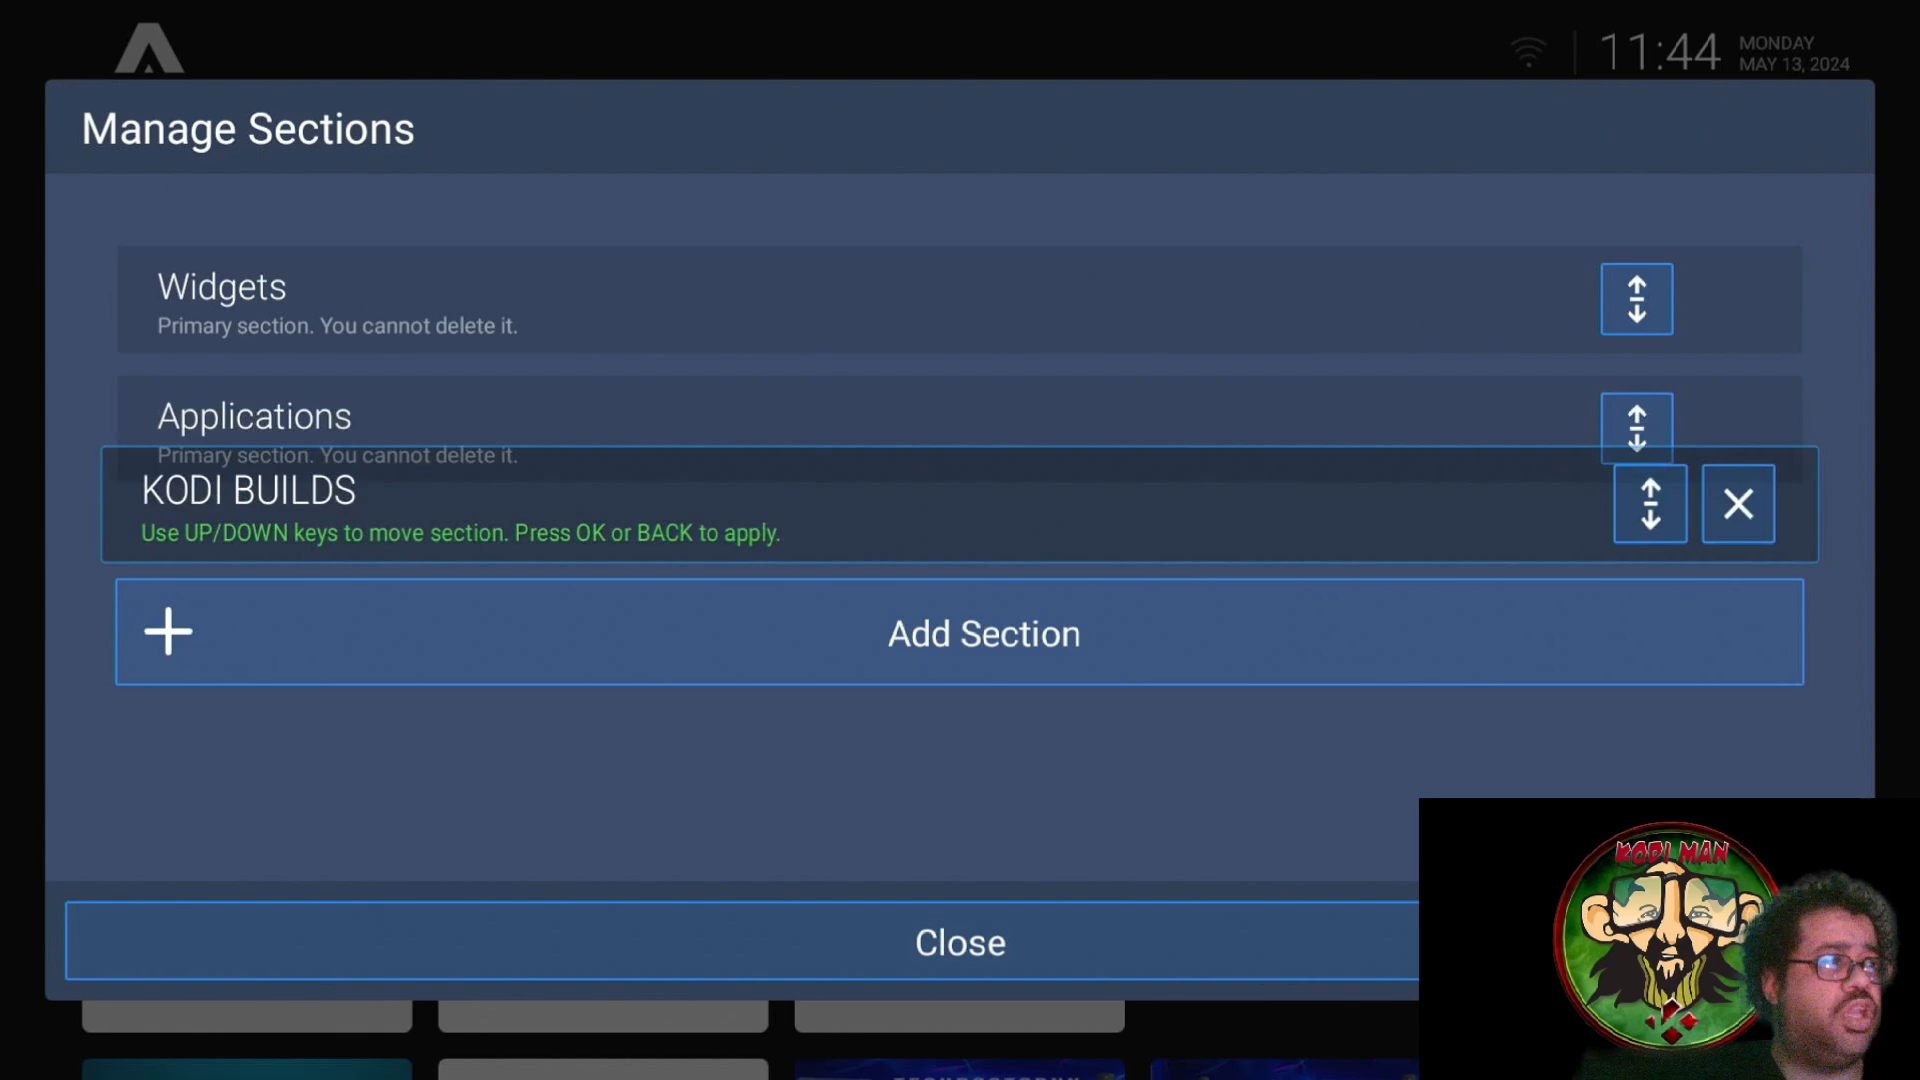 11:44
MONDAY
MAY 13, 2024
Manage Sections
Widgets
Primary section. You cannot delete it.
Applications
Primary section. You cannot delete it.
KODI BUILDS
Use UP/DOWN keys to move section. Press OK or BACK to apply.
Add Section
Close
KODI MAN